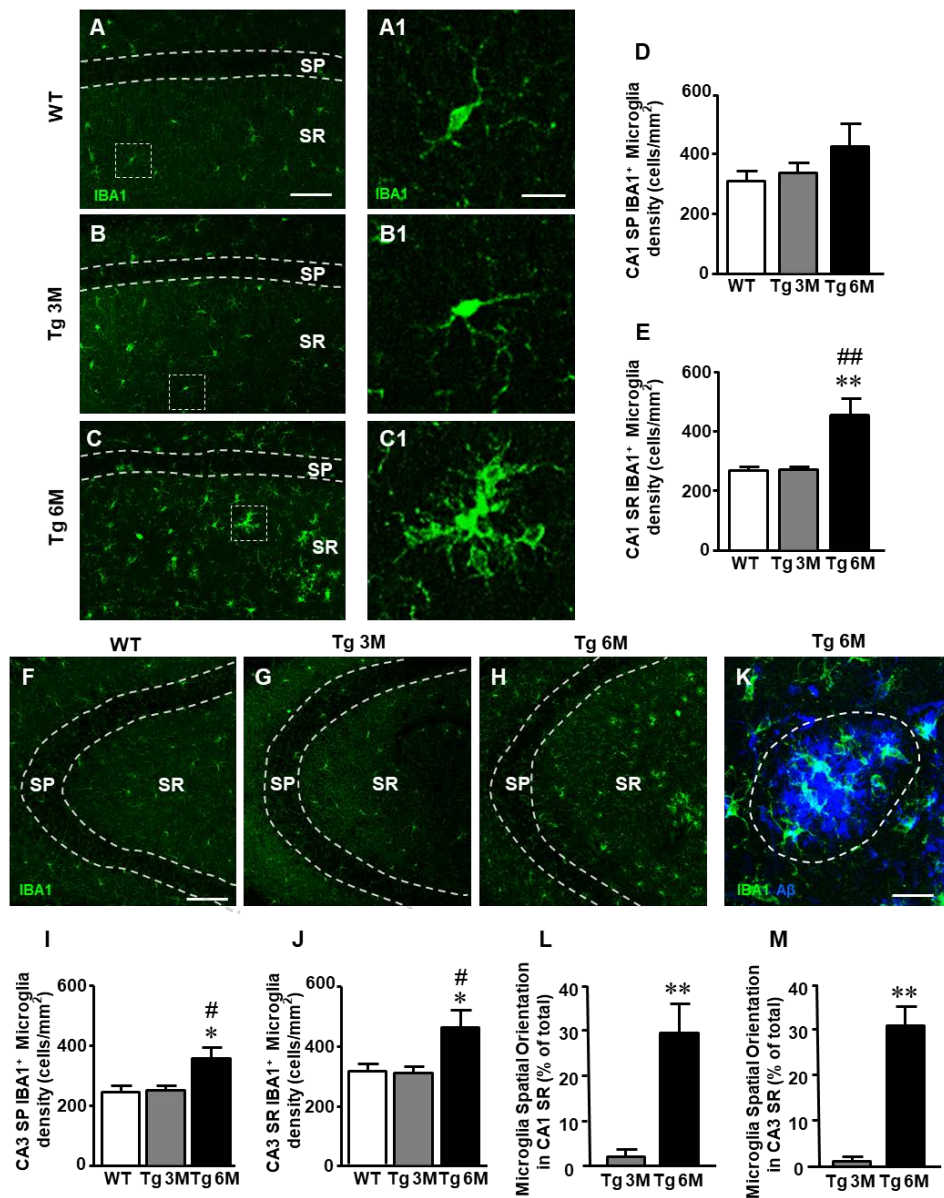 A
SP
SR
IBA1
WT
A1
IBA1
B
SP
SR
Tg 3M
B1
C
SP
SR
Tg 6M
C1
D
CA1 SP IBA1⁺ Microglia
density (cells/mm²)
600
400
200
0
WT Tg 3M Tg 6M
E
CA1 SR IBA1⁺ Microglia
density (cells/mm²)
600
400
200
0
##
**
WT Tg 3M Tg 6M
WT
F
SP
SR
IBA1
Tg 3M
G
SP
SR
Tg 6M
H
SP
SR
Tg 6M
K
IBA1 Aβ
I
CA3 SP IBA1⁺ Microglia
density (cells/mm²)
600
400
200
0
#
*
WT Tg 3M Tg 6M
J
CA3 SR IBA1⁺ Microglia
density (cells/mm²)
600
400
200
0
#
*
WT Tg 3M Tg 6M
L
Microglia Spatial Orientation
in CA1 SR (% of total)
40
30
20
10
0
**
Tg 3M Tg 6M
M
Microglia Spatial Orientation
in CA3 SR (% of total)
40
30
20
10
0
**
Tg 3M Tg 6M